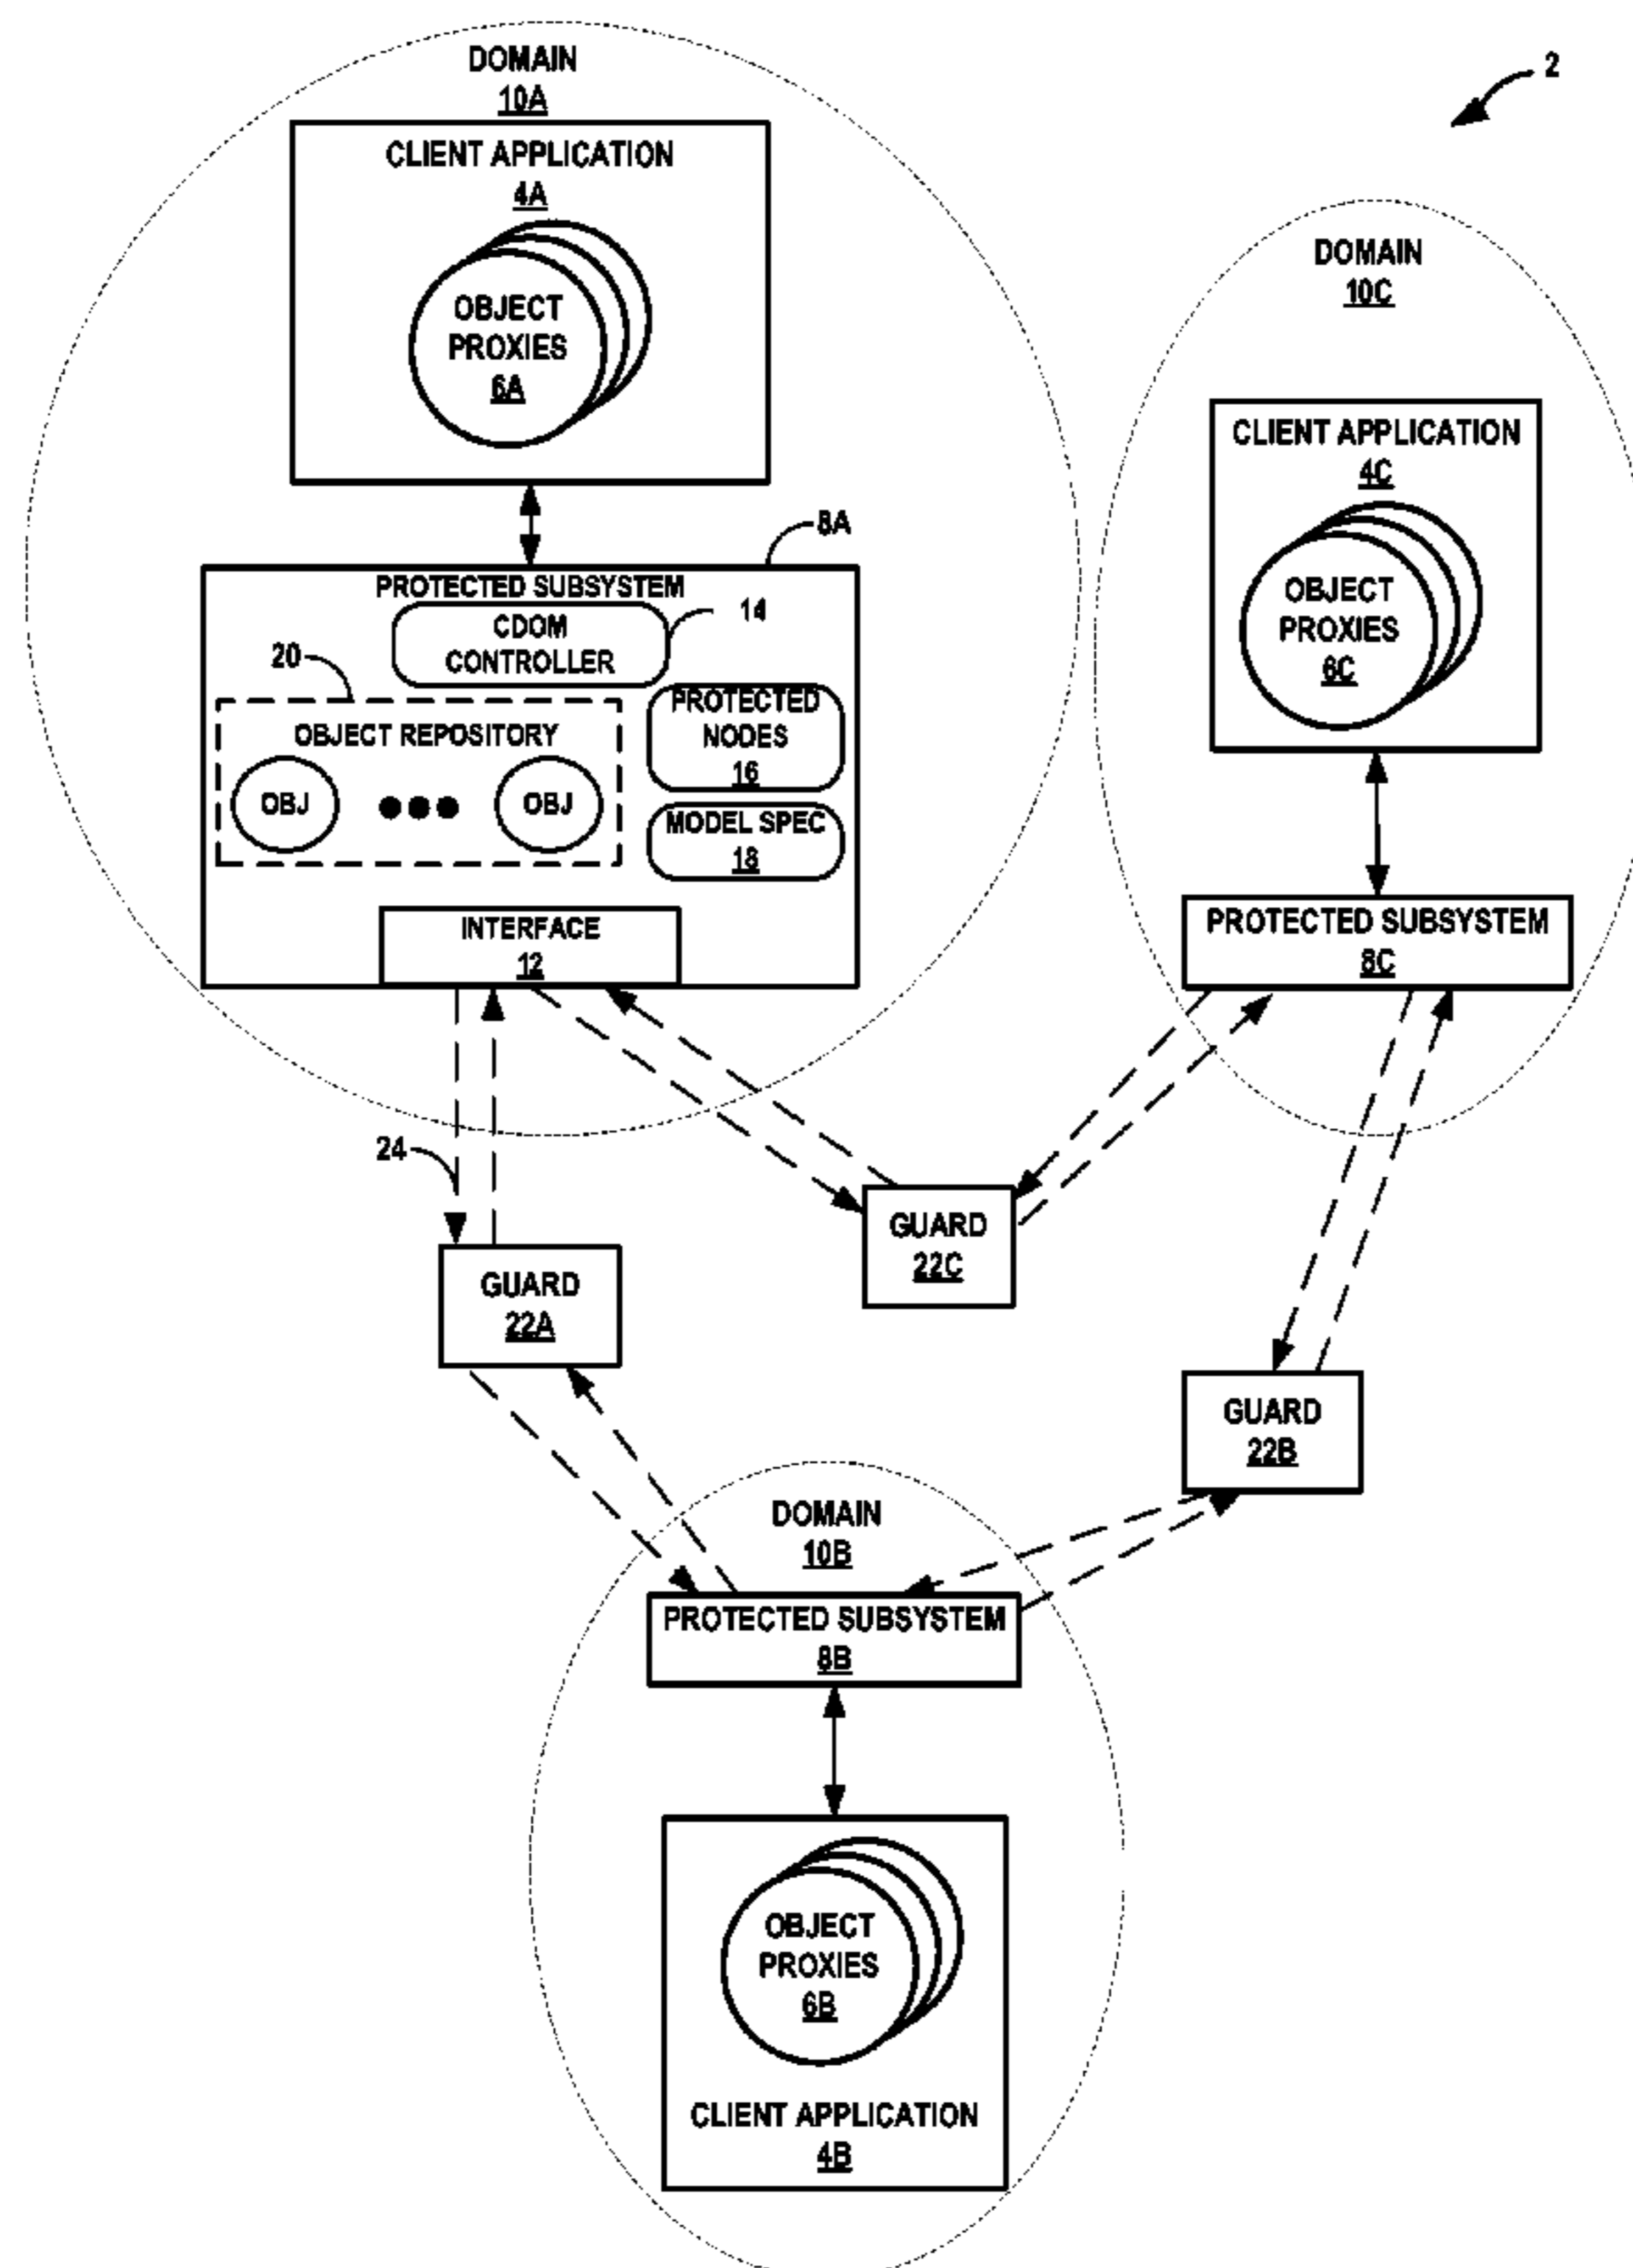 DOMAIN
10A
2
CLIENT APPLICATION
4A
OBJECT
PROXIES
6A
DOMAIN
10C
CLIENT APPLICATION
4C
OBJECT
PROXIES
6C
8A
PROTECTED SUBSYSTEM
CDOM
CONTROLLER
14
20
OBJECT REPOSITORY
OBJ
OBJ
PROTECTED
NODES
16
MODEL SPEC
18
INTERFACE
12
PROTECTED SUBSYSTEM
8C
24
GUARD
22C
GUARD
22A
GUARD
22B
DOMAIN
10B
PROTECTED SUBSYSTEM
8B
OBJECT
PROXIES
6B
CLIENT APPLICATION
4B